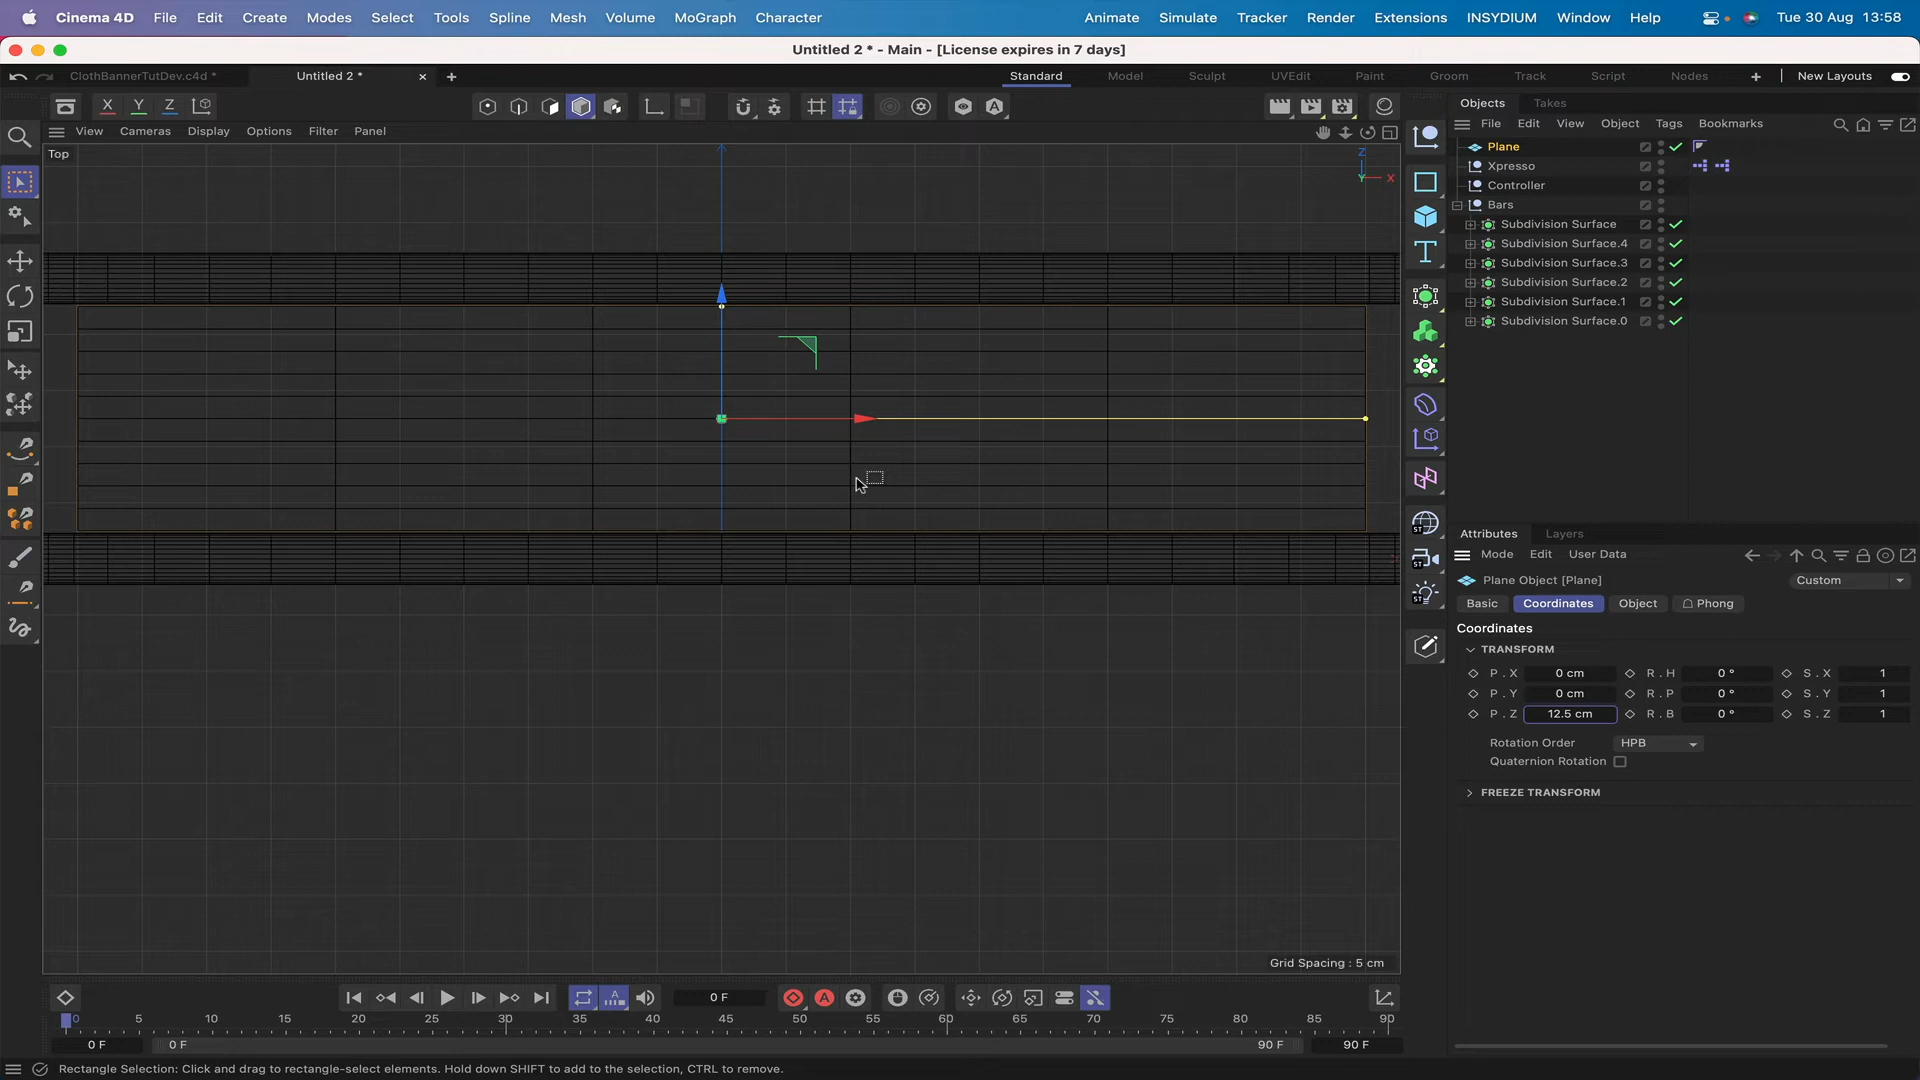 Cinema 4D File Edit Create Modes Select Tools Spline Mesh Volume MoGraph Character Animate Simulate Tracker Render Extensions INSYDIUM Window Help Tue 30 Aug 13:58
Untitled 2 * - Main - [License expires in 7 days]
ClothBannerTutDev.c4d * Untitled 2 * Standard Model Sculpt UVEdit Paint Groom Track Script Nodes New Layouts
X Y Z
View Cameras Display Options Filter Panel
Top
Z
Y X
Grid Spacing : 5 cm
Objects Takes
File Edit View Object Tags Bookmarks
Plane
Xpresso
Controller
Bars
Subdivision Surface
Subdivision Surface.4
Subdivision Surface.3
Subdivision Surface.2
Subdivision Surface.1
Subdivision Surface.0
ST
ST
ST
Attributes Layers
Mode Edit User Data
Plane Object [Plane] Custom
Basic Coordinates Object Phong
Coordinates
TRANSFORM
P . X 0 cm R . H 0 ° S . X 1
P . Y 0 cm R . P 0 ° S . Y 1
P . Z 12.5 cm R . B 0 ° S . Z 1
Rotation Order HPB
Quaternion Rotation
FREEZE TRANSFORM
0 F
0 5 10 15 20 25 30 35 40 45 50 55 60 65 70 75 80 85 90
0 F 0 F 90 F 90 F
Rectangle Selection: Click and drag to rectangle-select elements. Hold down SHIFT to add to the selection, CTRL to remove.